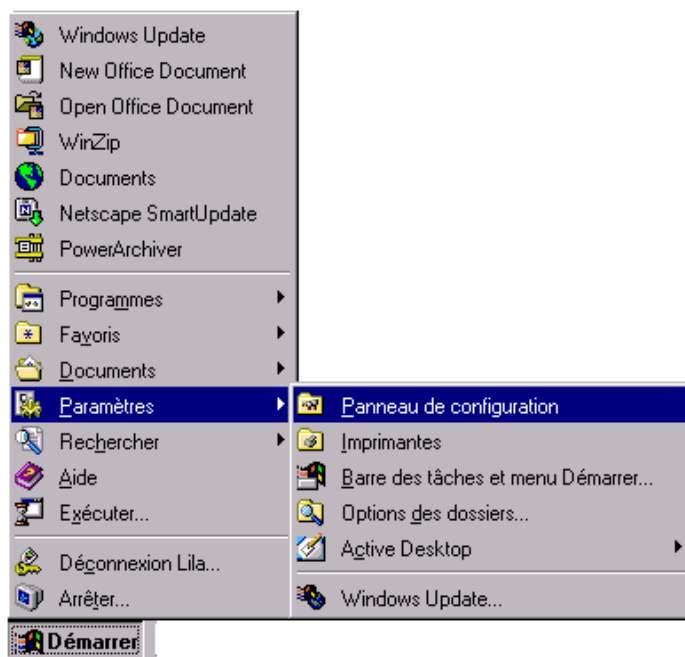 Windows Update
New Office Document
Open Office Document
WinZip
Documents
Netscape SmartUpdate
PowerArchiver
Programmes
Favoris
Documents
Paramètres
Rechercher
Aide
Exécuter...
Déconnexion Lila...
Arrêter...
Démarrer
Panneau de configuration
Imprimantes
Barre des tâches et menu Démarrer...
Options des dossiers...
Active Desktop
Windows Update...